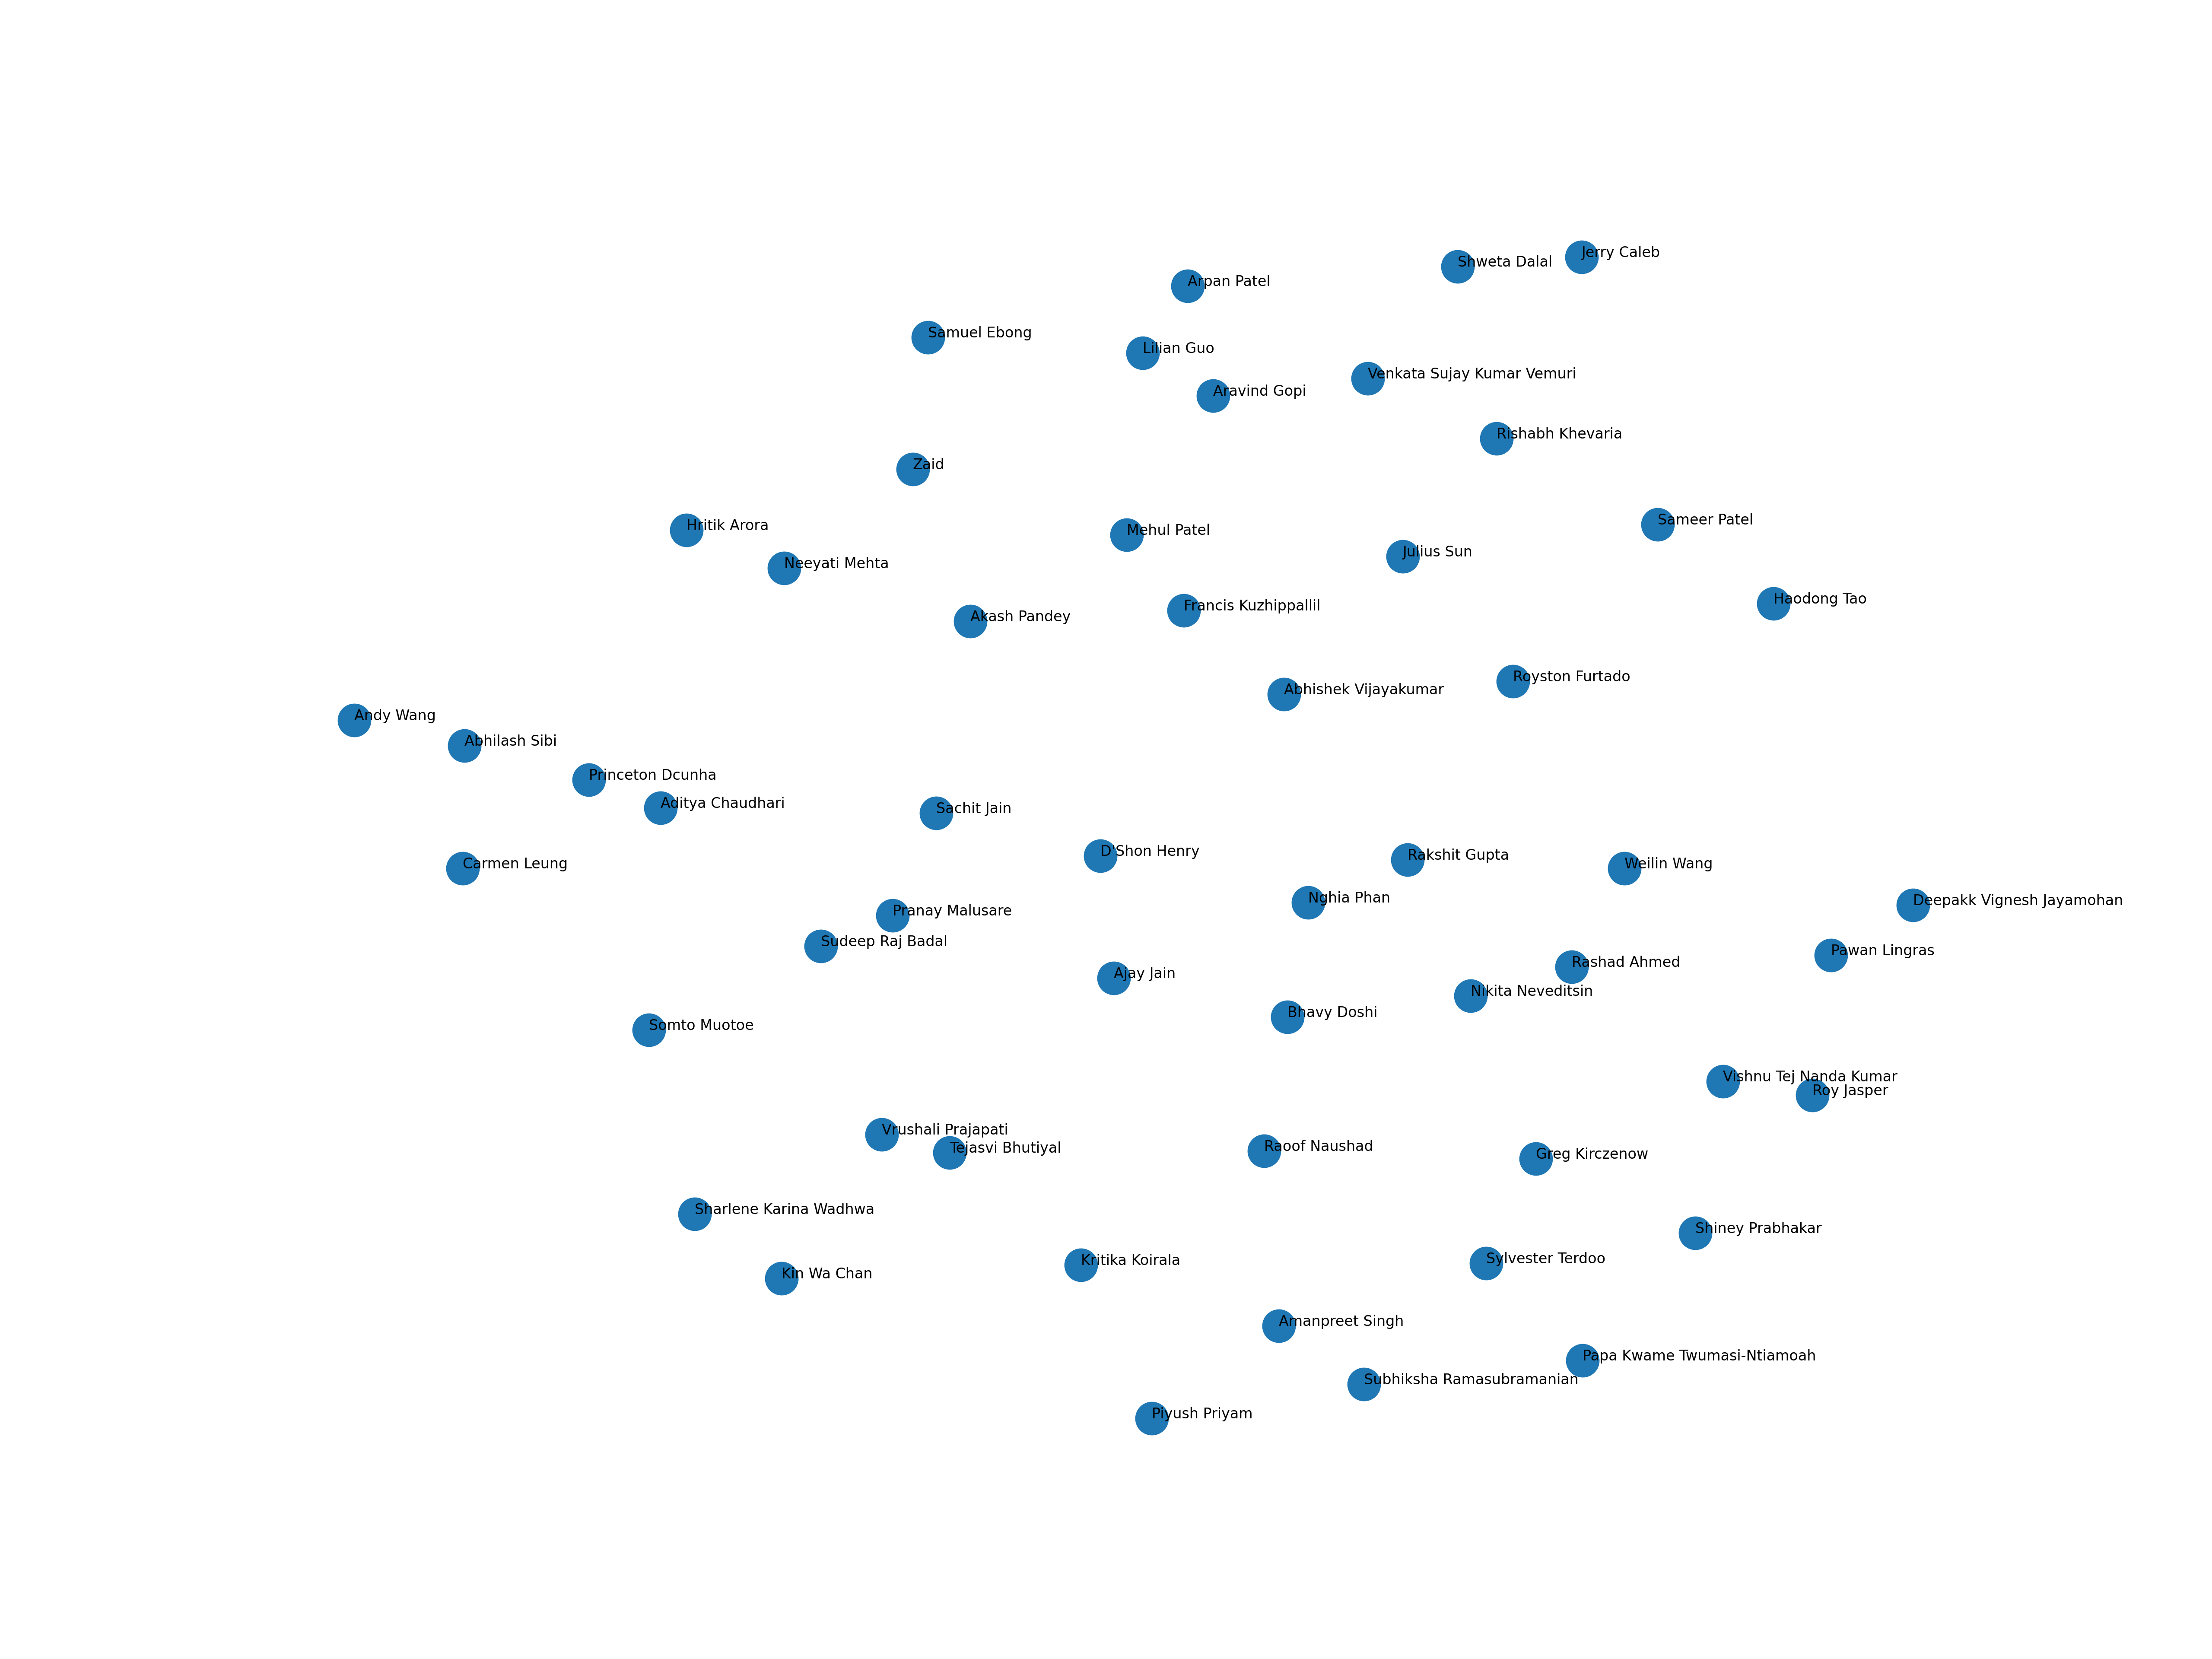 Jerry Caleb
Shweta Dalal
Arpan Patel
Samuel Ebong
Lilian Guo
Venkata Sujay Kumar Vemuri
Aravind Gopi
Rishabh Khevaria
Zaid
Sameer Patel
Hritik Arora
Mehul Patel
Julius Sun
Neeyati Mehta
Haodong Tao
Francis Kuzhippallil
Akash Pandey
Royston Furtado
Abhishek Vijayakumar
Andy Wang
Abhilash Sibi
Princeton Dcunha
Aditya Chaudhari
Sachit Jain
D'Shon Henry
Rakshit Gupta
Carmen Leung
Weilin Wang
Nghia Phan
Deepakk Vignesh Jayamohan
Pranay Malusare
Sudeep Raj Badal
Pawan Lingras
Rashad Ahmed
Ajay Jain
Nikita Neveditsin
Bhavy Doshi
Somto Muotoe
Vishnu Tej Nanda Kumar
Roy Jasper
Vrushali Prajapati
Tejasvi Bhutiyal
Raoof Naushad
Greg Kirczenow
Sharlene Karina Wadhwa
Shiney Prabhakar
Sylvester Terdoo
Kritika Koirala
Kin Wa Chan
Amanpreet Singh
Papa Kwame Twumasi-Ntiamoah
Subhiksha Ramasubramanian
Piyush Priyam